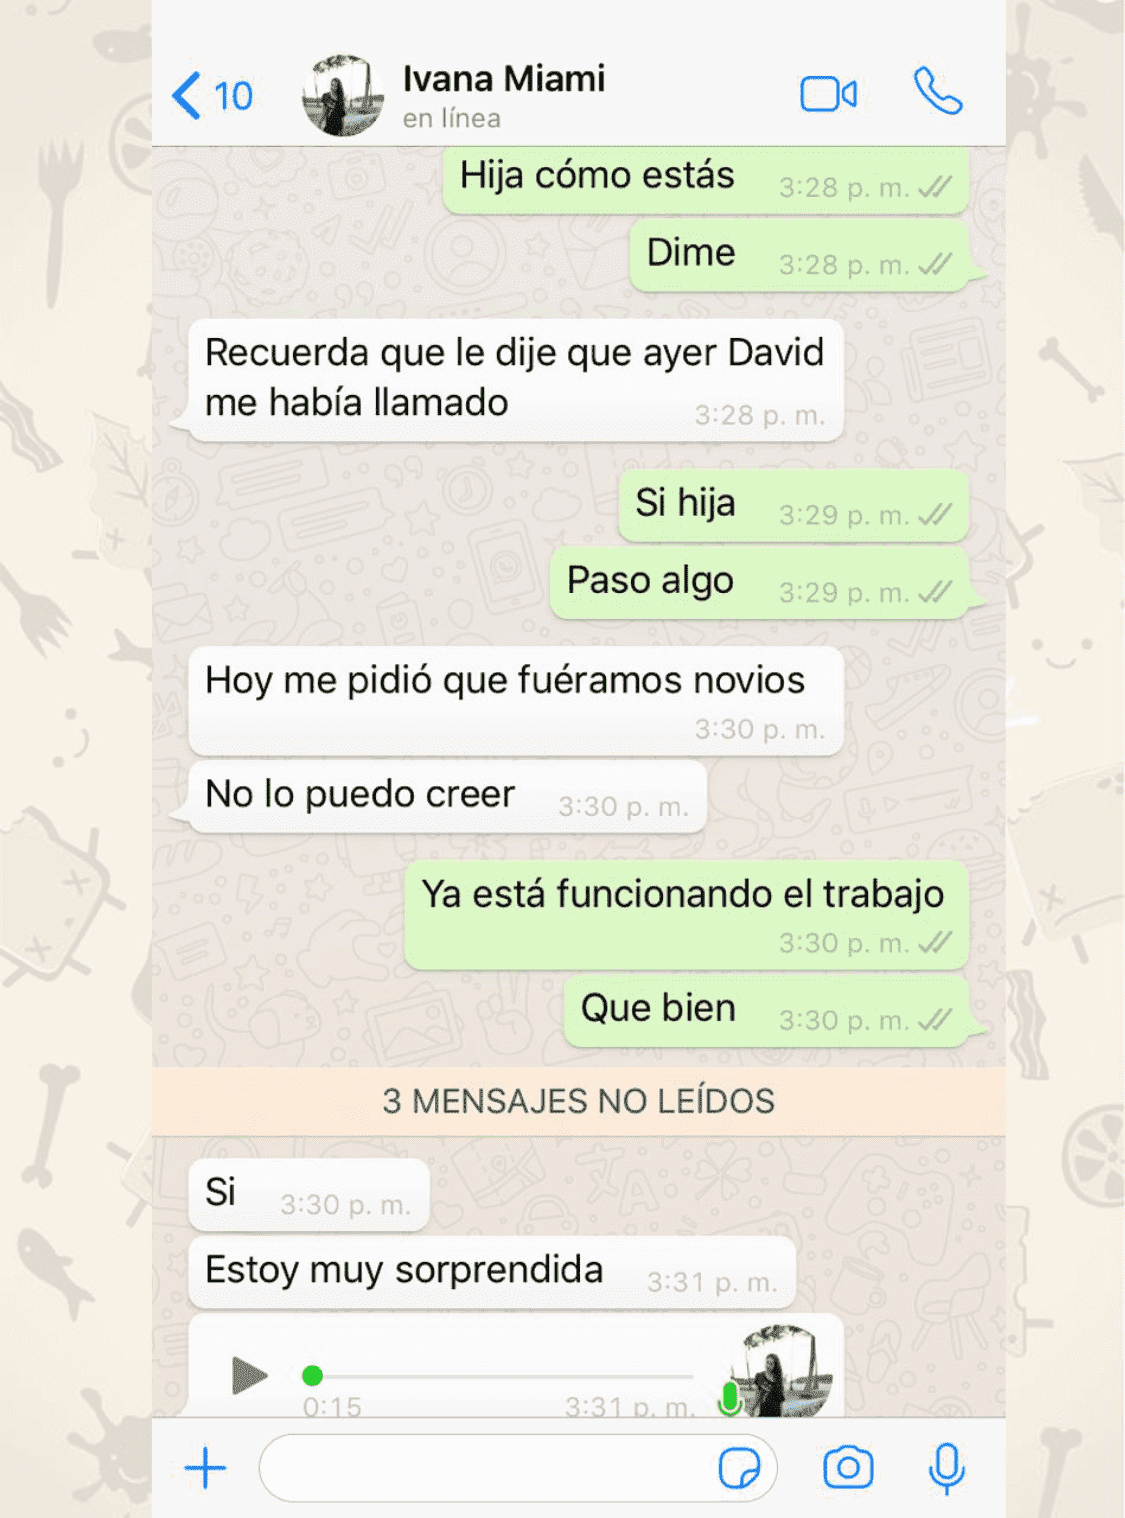 10
Ivana Miami
en línea
Hija cómo estás 3:28 p. m.
Dime 3:28 p. m.
Recuerda que le dije que ayer David
me había llamado 3:28 p. m.
Si hija 3:29 p. m.
Paso algo 3:29 p. m.
Hoy me pidió que fuéramos novios
3:30 p. m.
No lo puedo creer 3:30 p. m.
Ya está funcionando el trabajo
3:30 p. m.
Que bien 3:30 p. m.
3 MENSAJES NO LEÍDOS
Si 3:30 p. m.
Estoy muy sorprendida 3:31 p. m.
0:15 3:31 p. m.